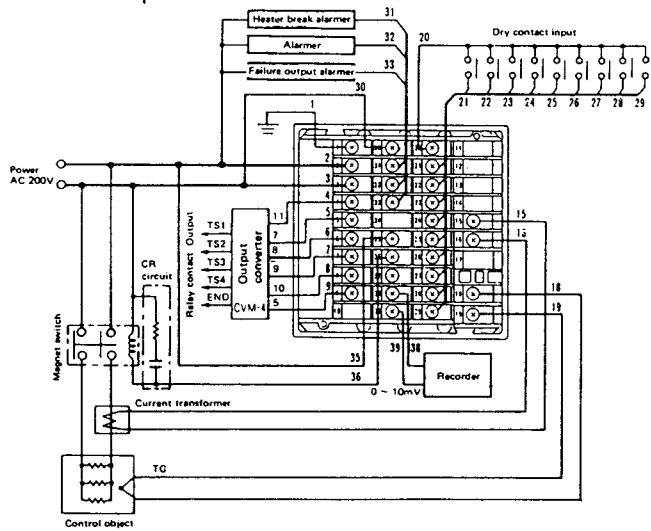 Heater break alarmer
31
Alarmer
32
Failure output alarmer
33
30
20
Dry contact input
21 22 23 24 25 26 27 28 29
1
Power
AC 200V
2
3
4
5
6
7
8
9
15
16
18
19
Relay contact Output
TS1
TS2
TS3
TS4
END
Output converter
CVM-4
11
7
8
9
10
5
CR circuit
Magnet switch
35
36
39 38
Recorder
0 ~ 10mV
Current transformer
TC
Control object